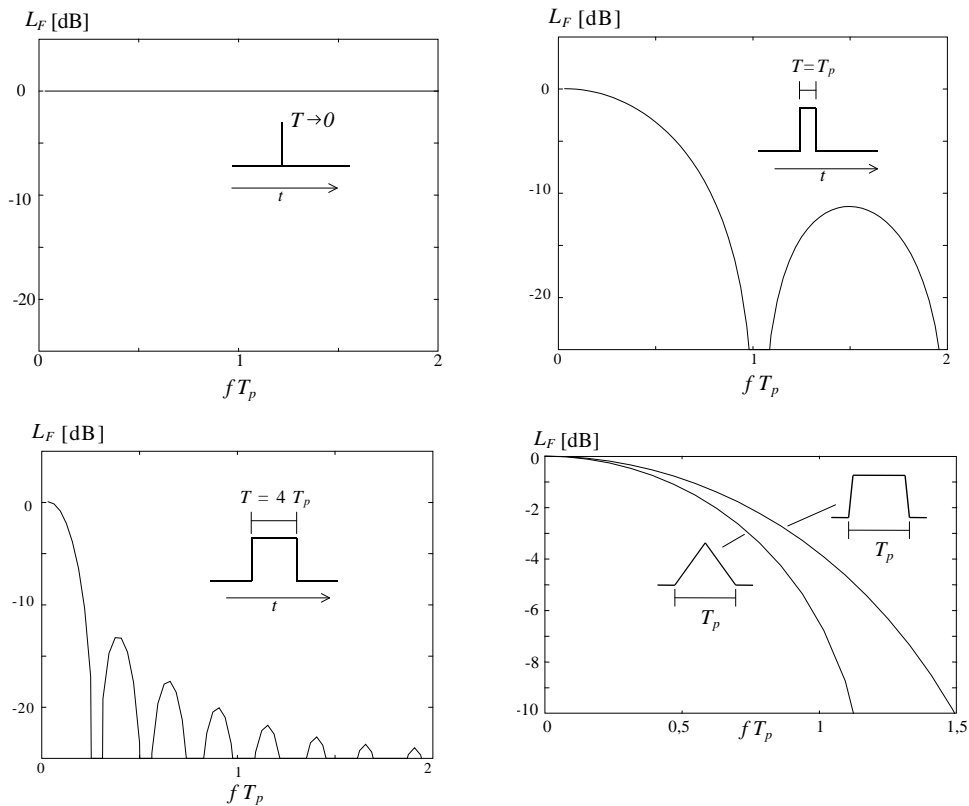 L_F [dB]
0
-10
-20
T→0
t
0
1
2
f T_p
L_F [dB]
0
-10
-20
T=T_p
t
0
1
2
f T_p
L_F [dB]
0
-10
-20
T = 4 T_p
t
0
1
2
f T_p
L_F [dB]
0
-2
-4
-6
-8
-10
T_p
T_p
0
0,5
1
1,5
f T_p